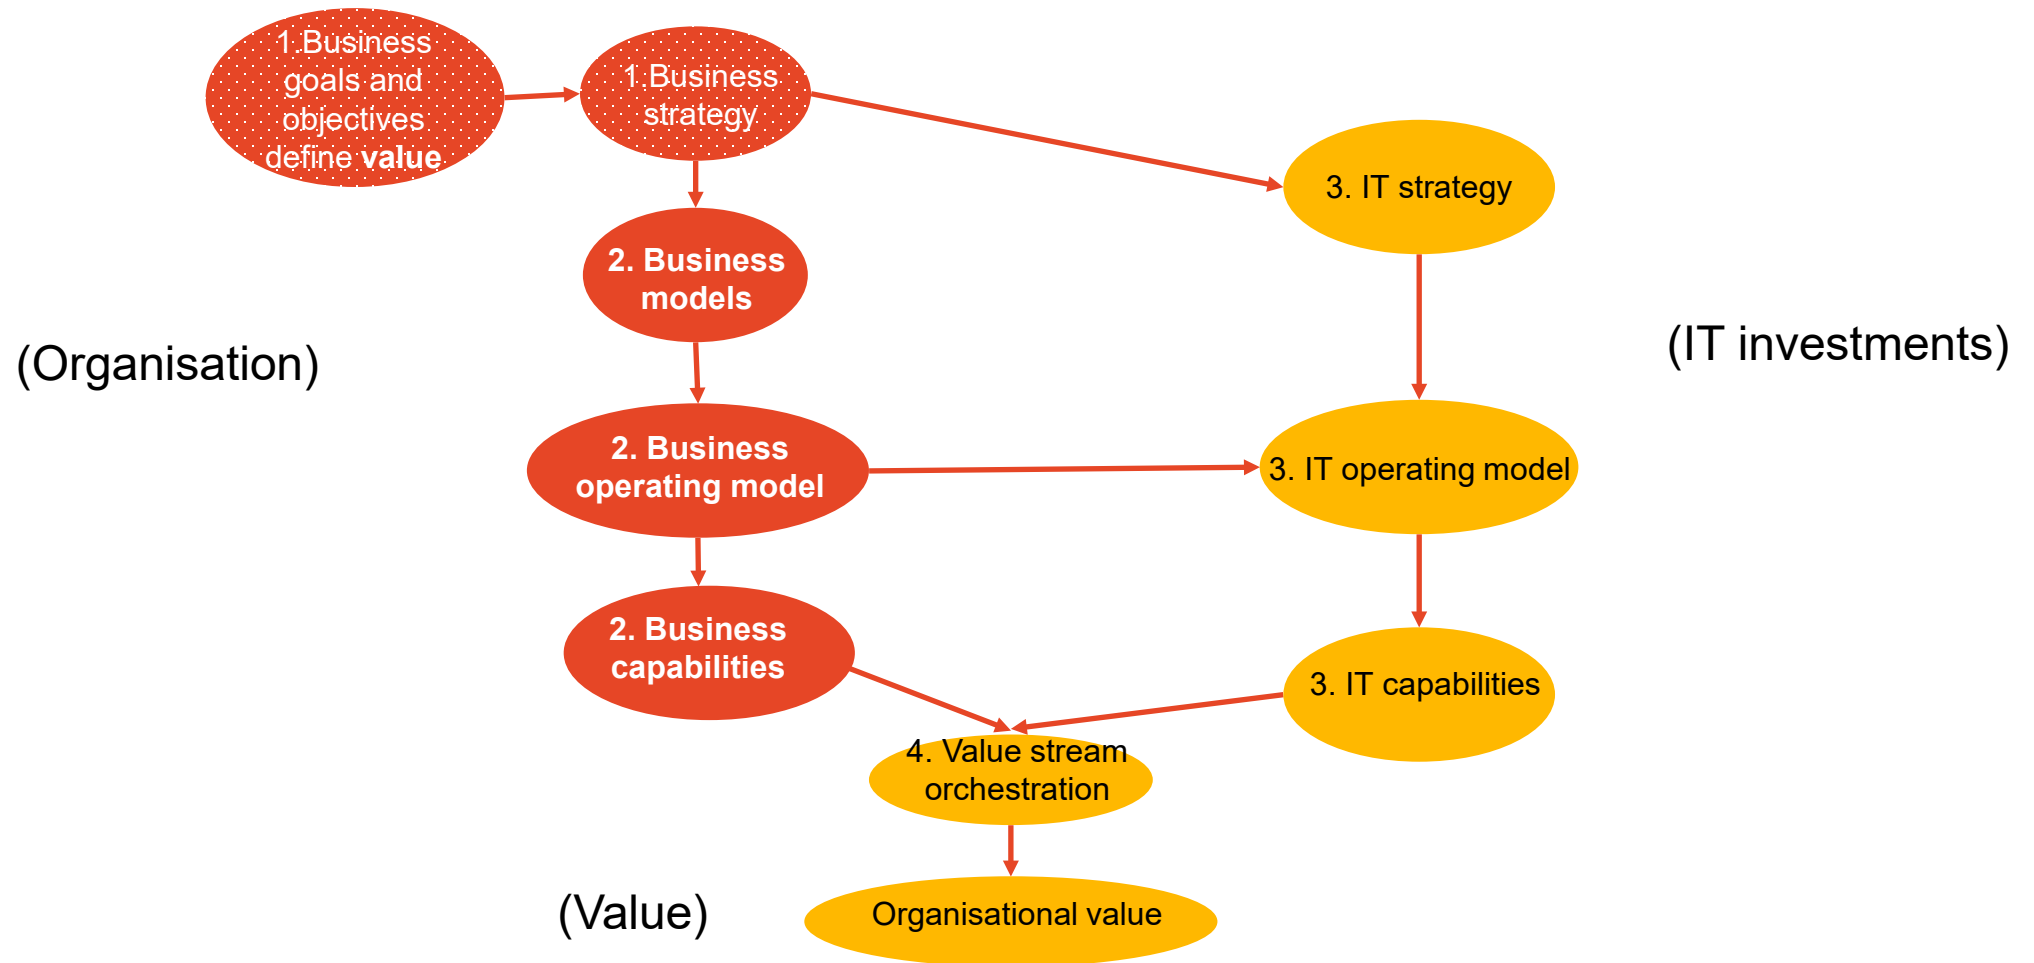 1.Business
goals and
objectives
define value
1.Business
strategy
3. IT strategy
2. Business
models
(Organisation)
(IT investments)
2. Business
operating model
3. IT operating model
2. Business
capabilities
3. IT capabilities
4. Value stream
orchestration
(Value)
Organisational value